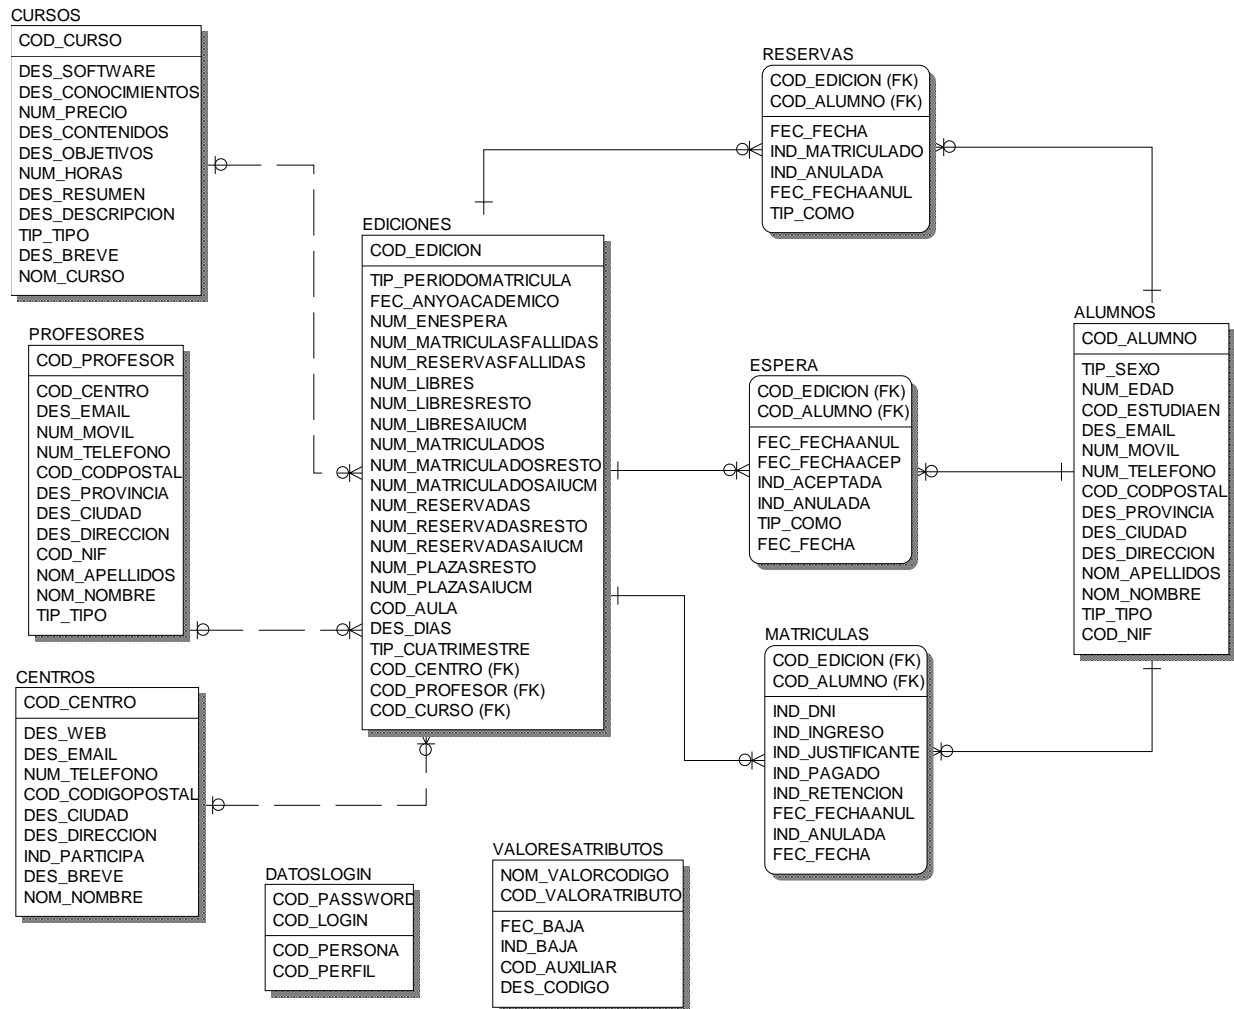 CURSOS
COD_CURSO
DES_SOFTWARE
DES_CONOCIMIENTOS
NUM_PRECIO
DES_CONTENIDOS
DES_OBJETIVOS
NUM_HORAS
DES_RESUMEN
DES_DESCRIPCION
TIP_TIPO
DES_BREVE
NOM_CURSO
PROFESORES
COD_PROFESOR
COD_CENTRO
DES_EMAIL
NUM_MOVIL
NUM_TELEFONO
COD_CODPOSTAL
DES_PROVINCIA
DES_CIUDAD
DES_DIRECCION
COD_NIF
NOM_APELLIDOS
NOM_NOMBRE
TIP_TIPO
CENTROS
COD_CENTRO
DES_WEB
DES_EMAIL
NUM_TELEFONO
COD_CODIGOPOSTAL
DES_CIUDAD
DES_DIRECCION
IND_PARTICIPA
DES_BREVE
NOM_NOMBRE
DATOSLOGIN
COD_PASSWORD
COD_LOGIN
COD_PERSONA
COD_PERFIL
EDICIONES
COD_EDICION
TIP_PERIODOMATRICULA
FEC_ANYOACADEMICO
NUM_ENESPERA
NUM_MATRICULASFALLIDAS
NUM_RESERVASFALLIDAS
NUM_LIBRES
NUM_LIBRESRESTO
NUM_LIBRESAIUCM
NUM_MATRICULADOS
NUM_MATRICULADOSRESTO
NUM_MATRICULADOSAIUCM
NUM_RESERVADAS
NUM_RESERVADASRESTO
NUM_RESERVADASAIUCM
NUM_PLAZASRESTO
NUM_PLAZASAIUCM
COD_AULA
DES_DIAS
TIP_CUATRIMESTRE
COD_CENTRO (FK)
COD_PROFESOR (FK)
COD_CURSO (FK)
VALORESATRIBUTOS
NOM_VALORCODIGO
COD_VALORATRIBUTO
FEC_BAJA
IND_BAJA
COD_AUXILIAR
DES_CODIGO
RESERVAS
COD_EDICION (FK)
COD_ALUMNO (FK)
FEC_FECHA
IND_MATRICULADO
IND_ANULADA
FEC_FECHAANUL
TIP_COMO
ESPERA
COD_EDICION (FK)
COD_ALUMNO (FK)
FEC_FECHAANUL
FEC_FECHAACEP
IND_ACEPTADA
IND_ANULADA
TIP_COMO
FEC_FECHA
MATRICULAS
COD_EDICION (FK)
COD_ALUMNO (FK)
IND_DNI
IND_INGRESO
IND_JUSTIFICANTE
IND_PAGADO
IND_RETENCION
FEC_FECHAANUL
IND_ANULADA
FEC_FECHA
ALUMNOS
COD_ALUMNO
TIP_SEXO
NUM_EDAD
COD_ESTUDIAEN
DES_EMAIL
NUM_MOVIL
NUM_TELEFONO
COD_CODPOSTAL
DES_PROVINCIA
DES_CIUDAD
DES_DIRECCION
NOM_APELLIDOS
NOM_NOMBRE
TIP_TIPO
COD_NIF